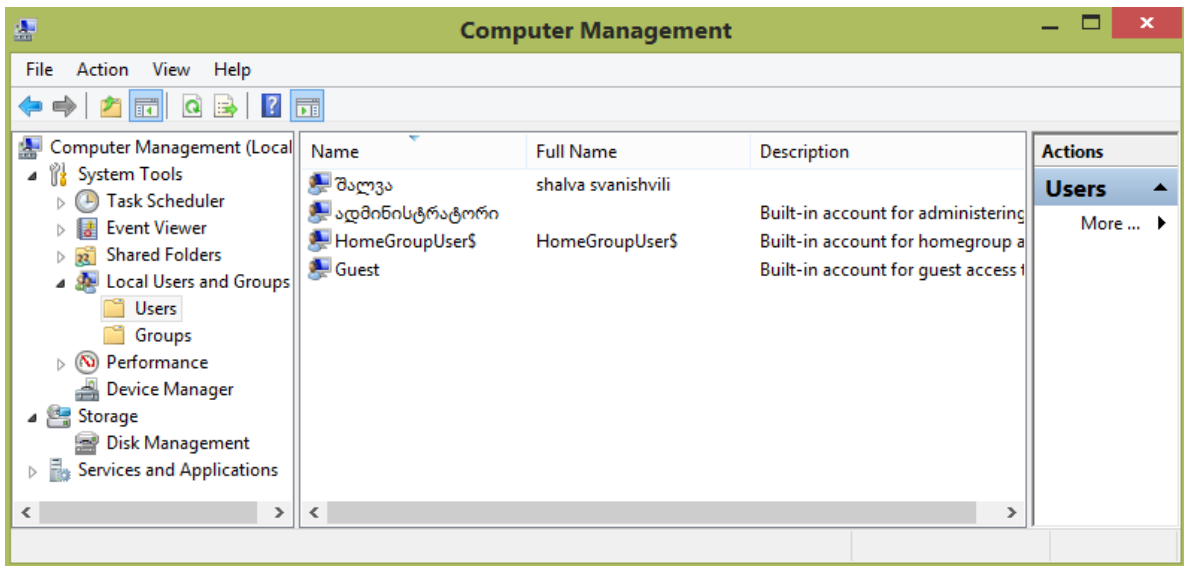 Computer Management
File Action View Help
Computer Management (Local
System Tools
Task Scheduler
Event Viewer
Shared Folders
Local Users and Groups
Users
Groups
Performance
Device Manager
Storage
Disk Management
Services and Applications
Name Full Name Description
შალვა shalva svanishvili
ადმინისტრატორი Built-in account for administering
HomeGroupUser$ HomeGroupUser$ Built-in account for homegroup a
Guest Built-in account for guest access t
Actions
Users
More ...